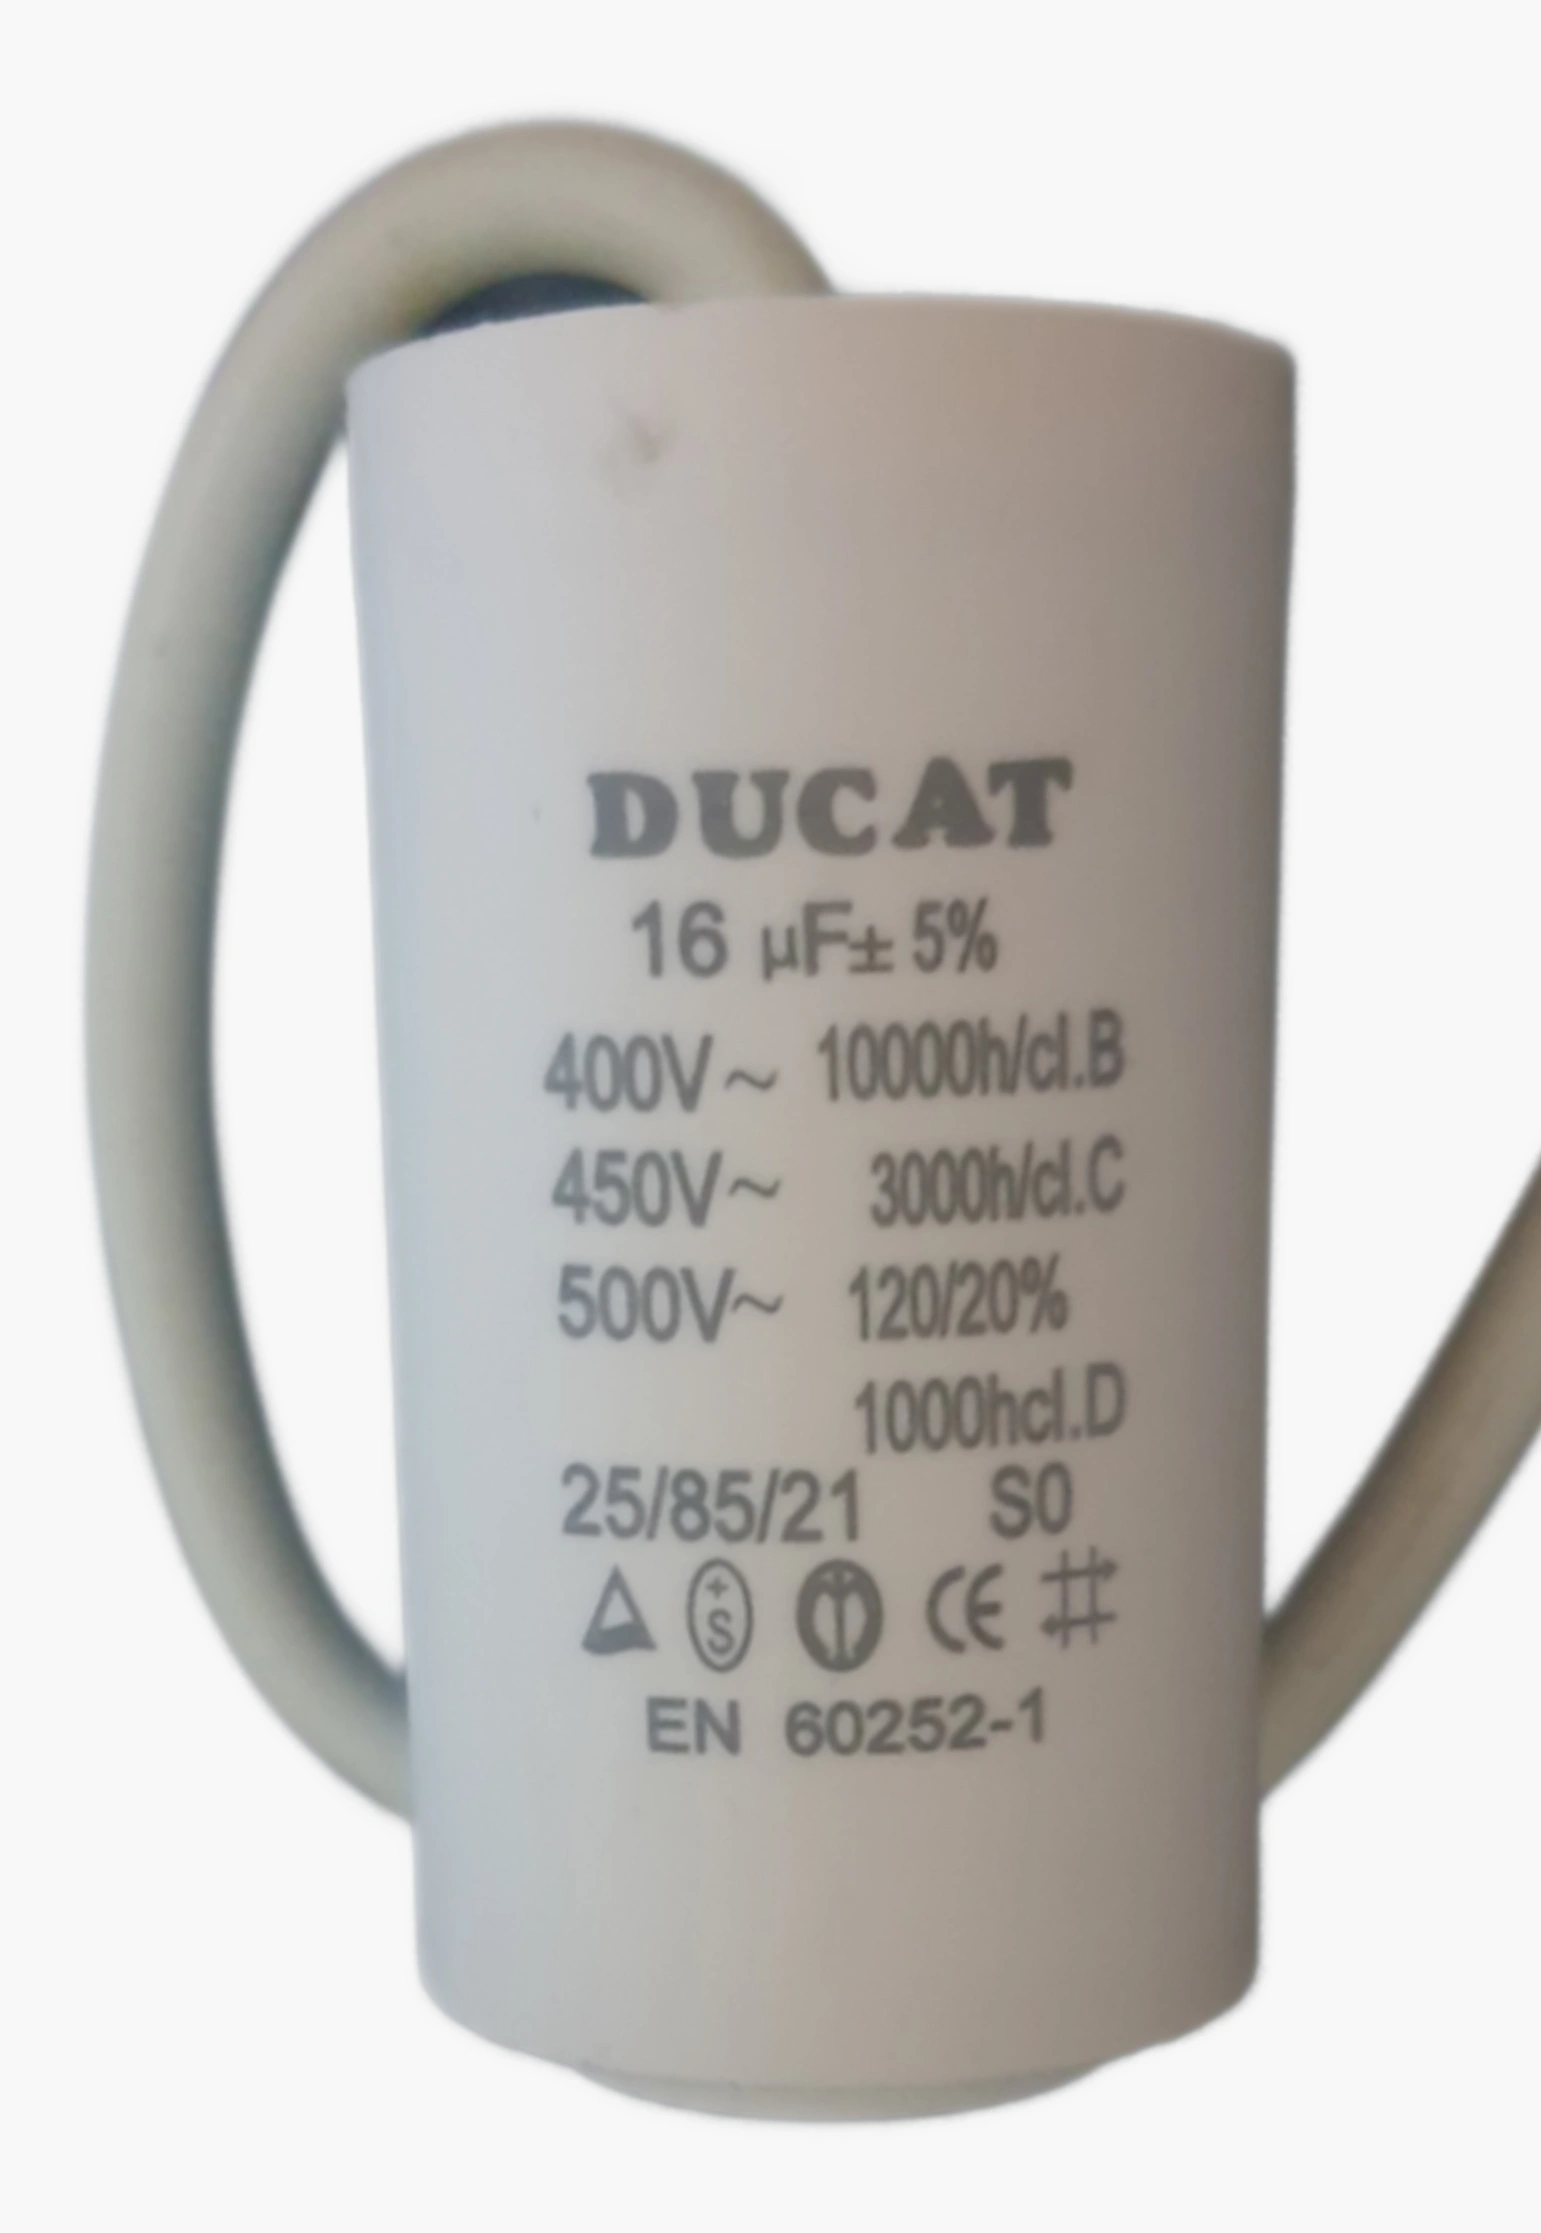 DUCAT
16 µF± 5%
400V~ 10000h/cl.B
450V~ 3000h/cl.C
500V~ 120/20%
1000hcl.D
25/85/21 S0
+S CE
EN 60252-1